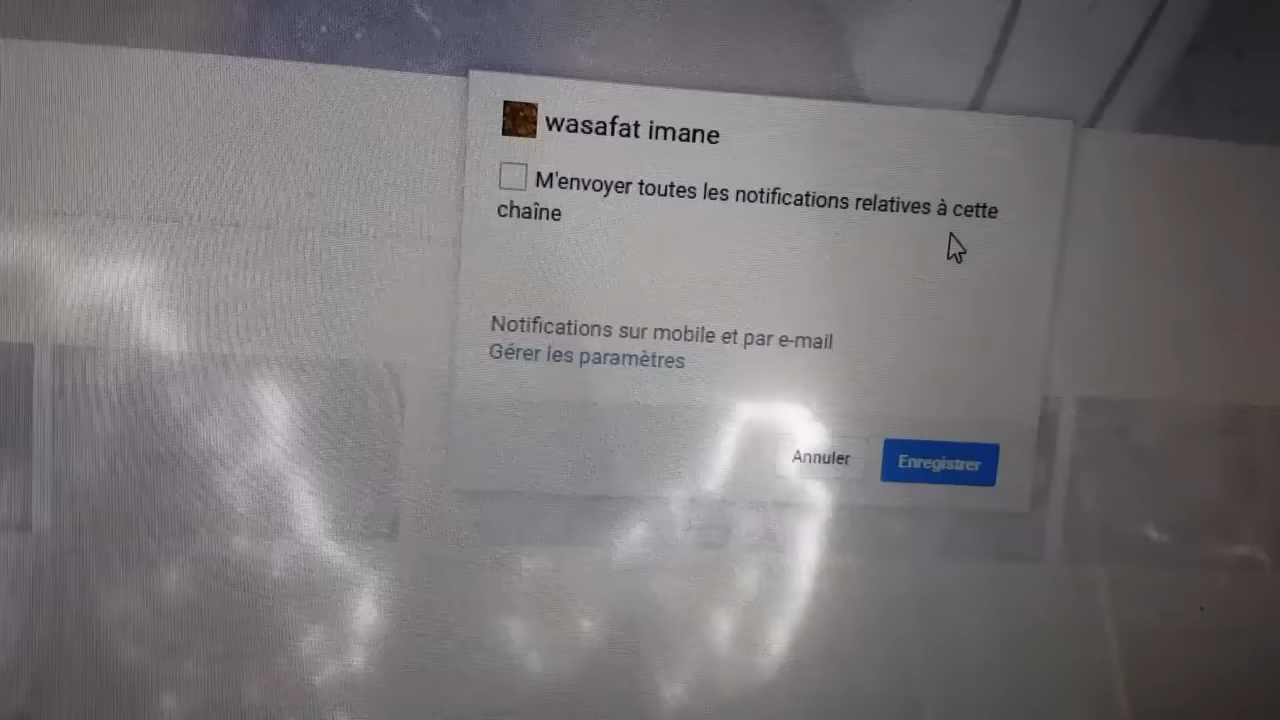 wasafat imane
M'envoyer toutes les notifications relatives à cette
chaîne
Notifications sur mobile et par e-mail
Gérer les paramètres
Annuler
Enregistrer